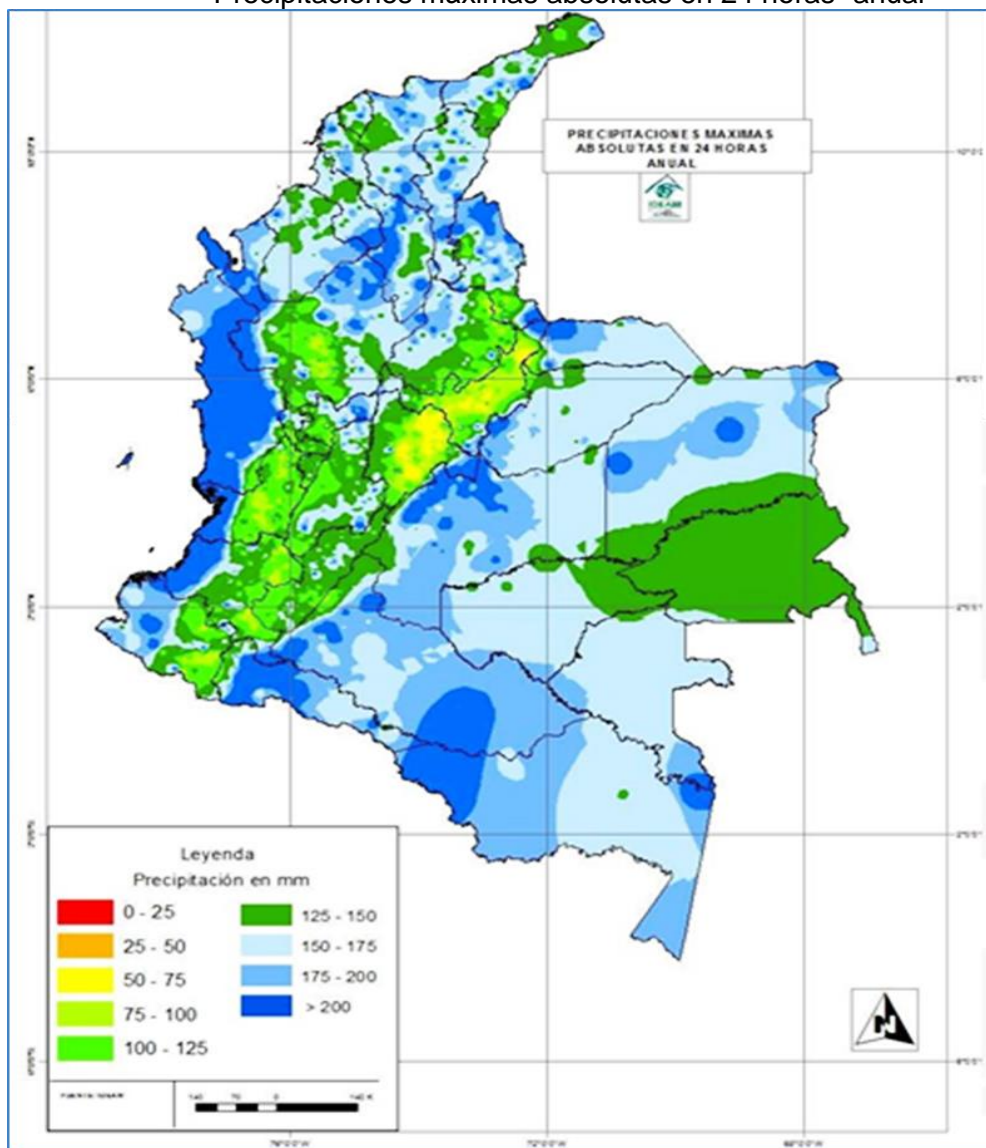 Precipitaciones máximas absolutas en 24 horas- anual
PRECIPITACIONES MAXIMAS
ABSOLUTAS EN 24 HORAS
ANUAL
IDEAM
Leyenda
Precipitación en mm
0 - 25
25 - 50
50 - 75
75 - 100
100 - 125
125 - 150
150 - 175
175 - 200
> 200
N